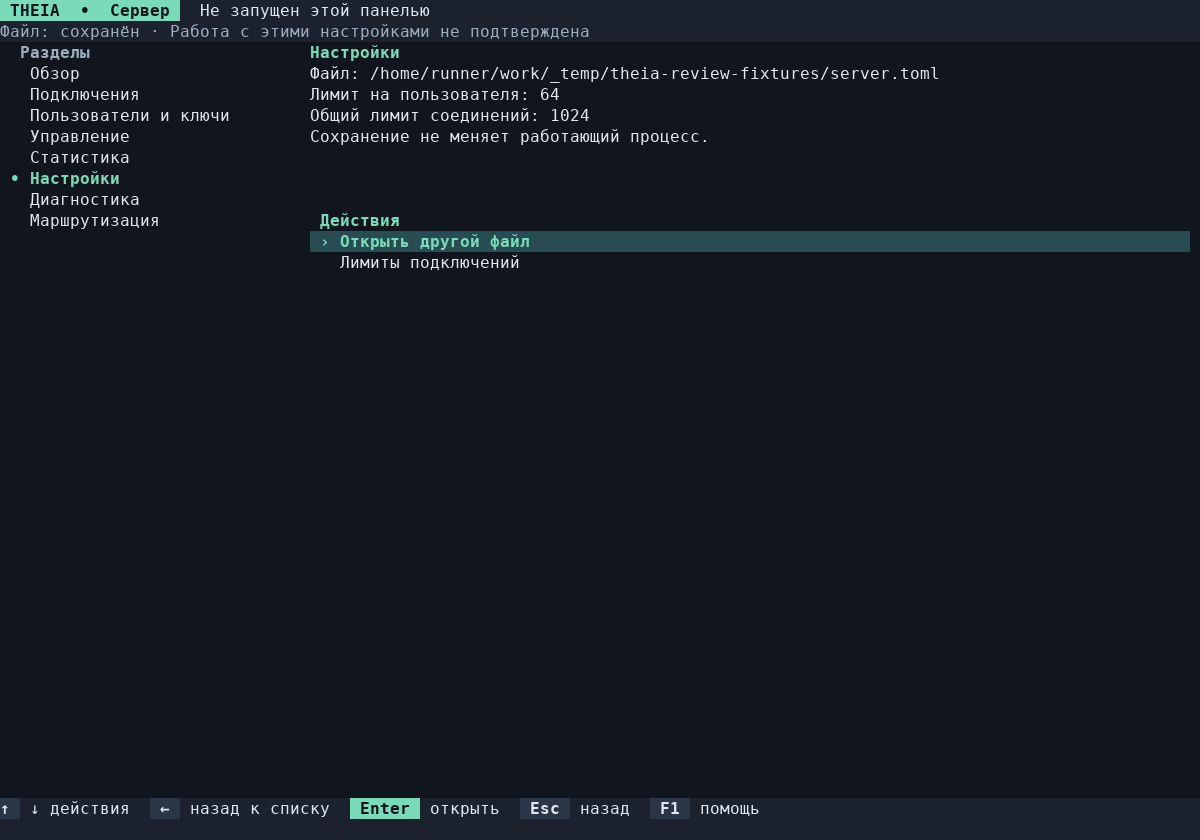 THEIA • Сервер Не запущен этой панелью
Файл: сохранён · Работа с этими настройками не подтверждена
Разделы
Обзор
Подключения
Пользователи и ключи
Управление
Статистика
• Настройки
Диагностика
Маршрутизация
Настройки
Файл: /home/runner/work/_temp/theia-review-fixtures/server.toml
Лимит на пользователя: 64
Общий лимит соединений: 1024
Сохранение не меняет работающий процесс.
Действия
› Открыть другой файл
Лимиты подключений
↑ ↓ действия ← назад к списку Enter открыть Esc назад F1 помощь